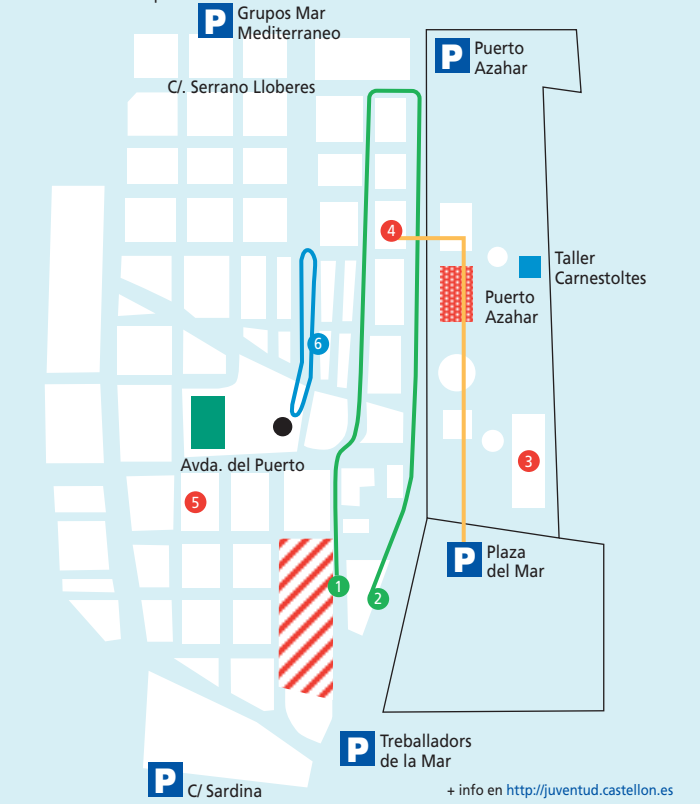 P Grupos Mar
Mediterraneo
P Puerto
Azahar
C/. Serrano Lloberes
4
Taller
Carnestoltes
Puerto
Azahar
6
Avda. del Puerto
3
5
P Plaza
del Mar
1
2
P Treballadors
de la Mar
P C/ Sardina
+ info en http://juventud.castellon.es